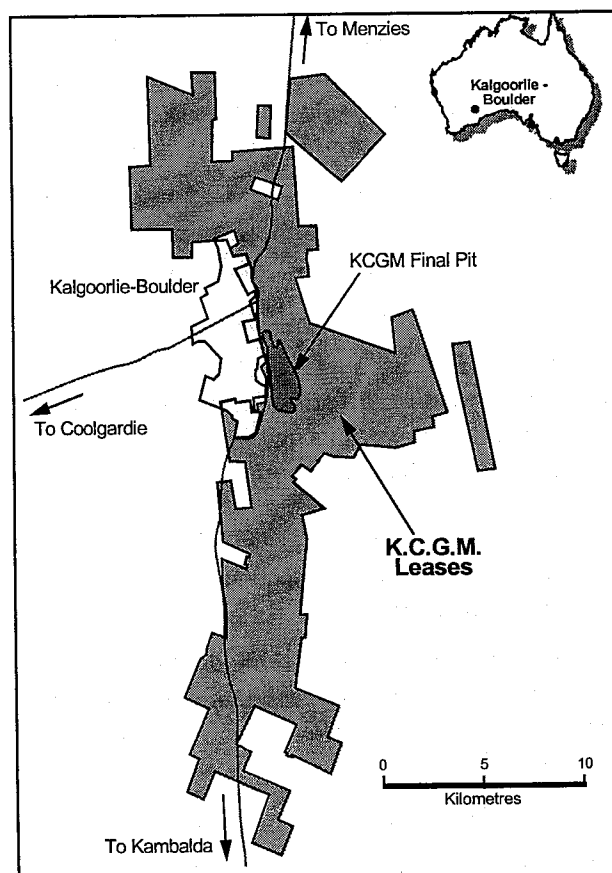 To Menzies
Kalgoorlie -
Boulder
KCGM Final Pit
Kalgoorlie-Boulder
To Coolgardie
K.C.G.M.
Leases
0 5 10
Kilometres
To Kambalda